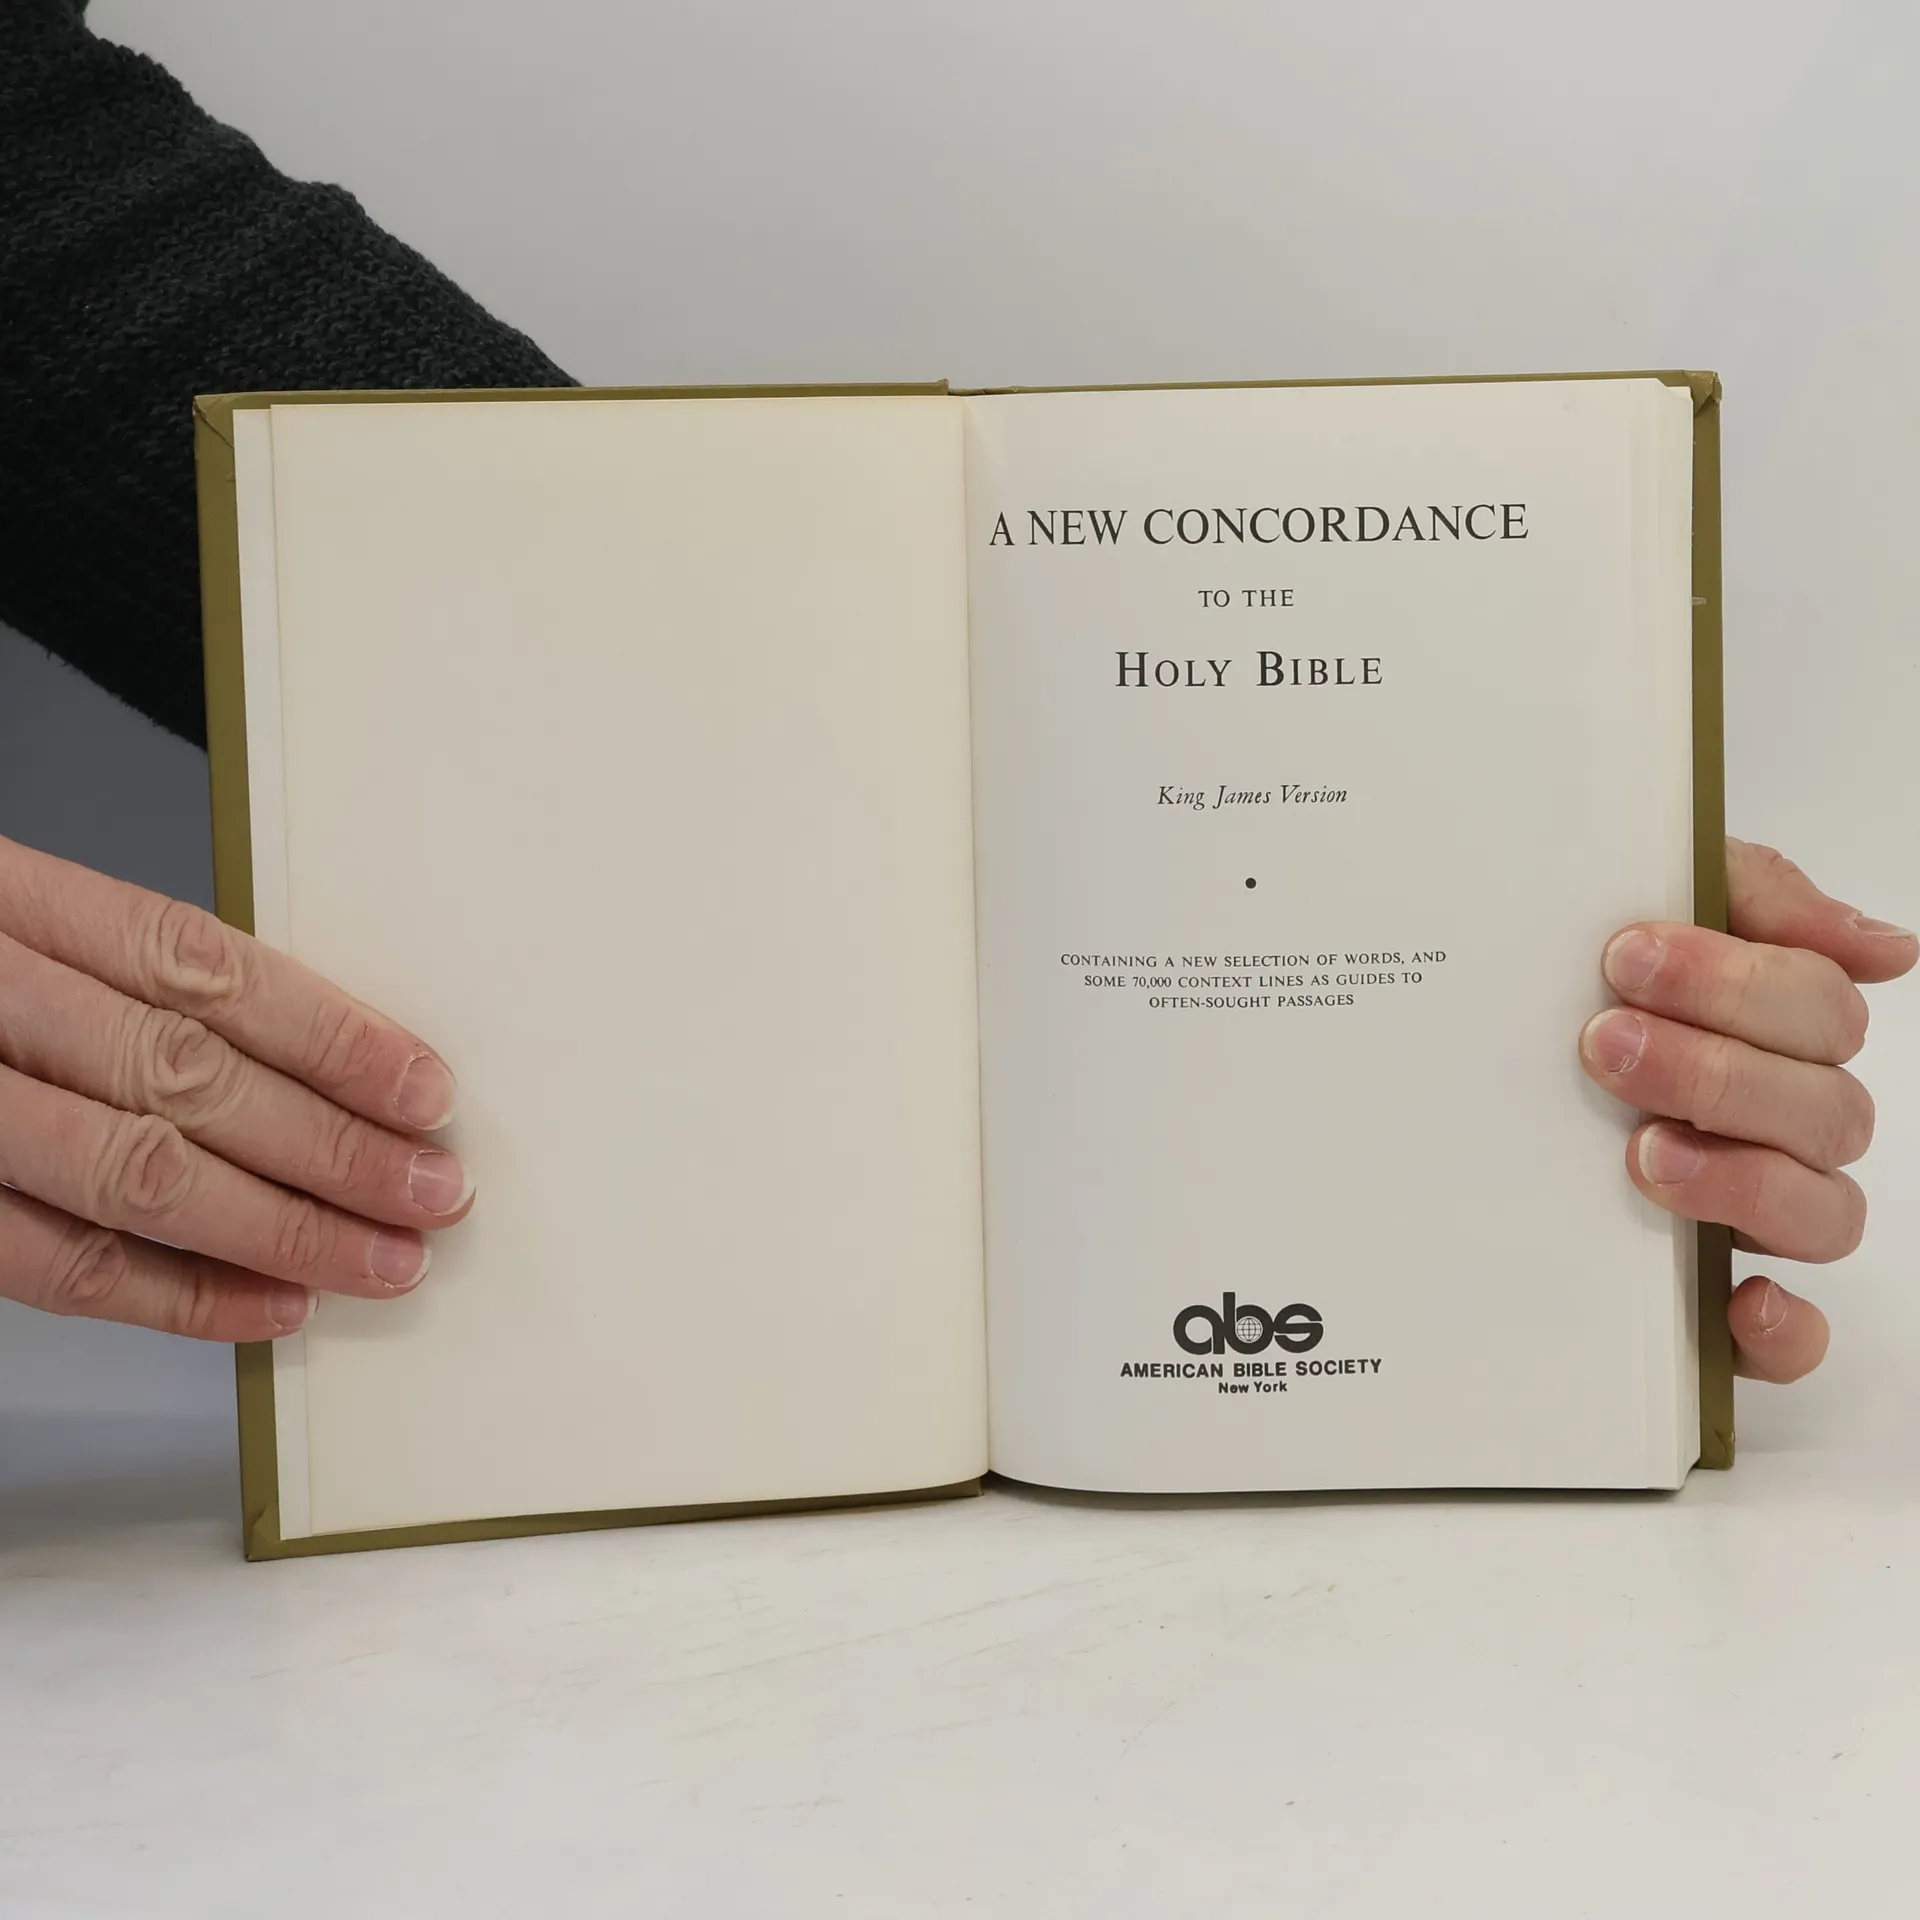 A NEW CONCORDANCE
TO THE
HOLY BIBLE
King James Version
•
CONTAINING A NEW SELECTION OF WORDS, AND
SOME 70,000 CONTEXT LINES AS GUIDES TO
OFTEN-SOUGHT PASSAGES
abs
AMERICAN BIBLE SOCIETY
New York